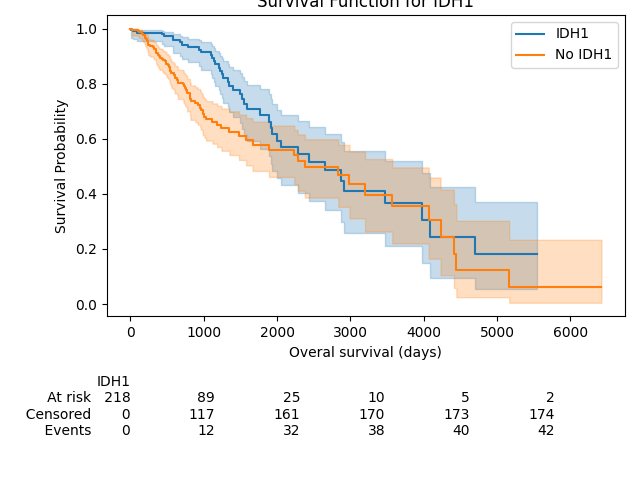 Survival Function for IDH1
IDH1
No IDH1
Survival Probability
1.0
0.8
0.6
0.4
0.2
0.0
0 1000 2000 3000 4000 5000 6000
Overal survival (days)
IDH1
At risk 218 89 25 10 5 2
Censored 0 117 161 170 173 174
Events 0 12 32 38 40 42